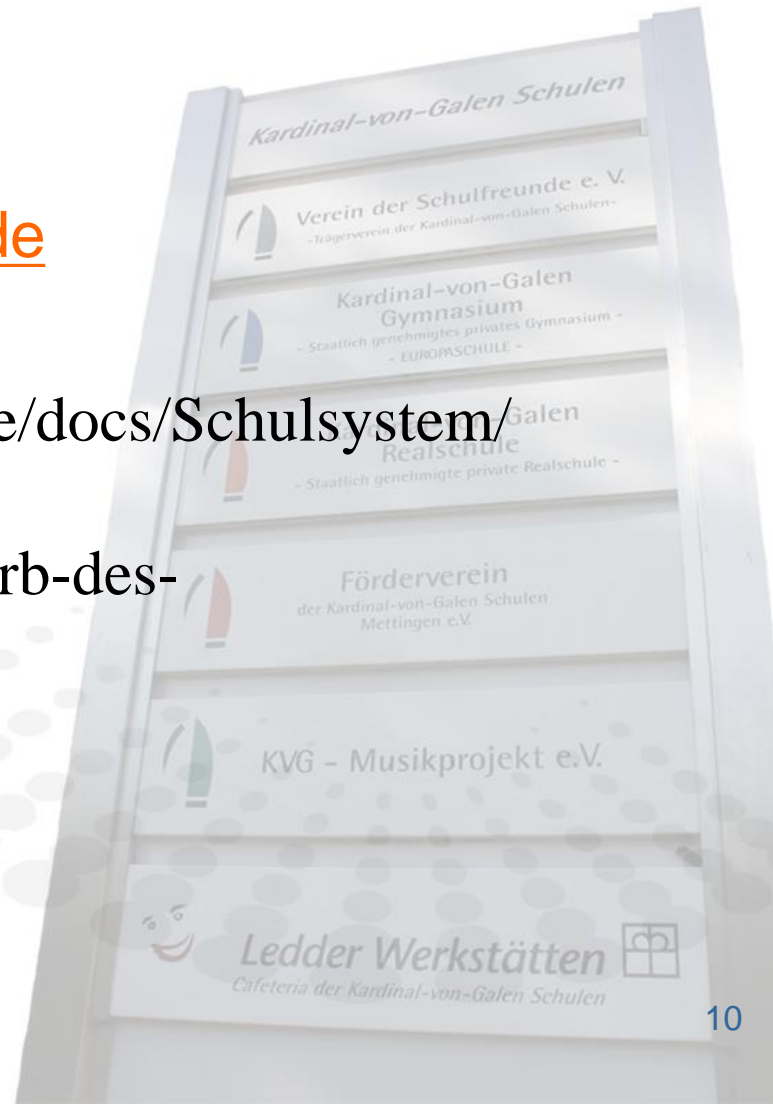 Kardinal-von-Galen Schulen
Verein der Schulfreunde e. V.
-Trägerverein der Kardinal-von-Galen Schulen-
de
Kardinal-von-Galen
Gymnasium
- Staatlich genehmigtes privates Gymnasium -
- EUROPASCHULE -
e/docs/Schulsystem/
Kardinal-von-Galen
Realschule
- Staatlich genehmigte private Realschule -
rb-des-
Förderverein
der Kardinal-von-Galen Schulen
Mettingen e.V.
KVG - Musikprojekt e.V.
Ledder Werkstätten
Cafeteria der Kardinal-von-Galen Schulen
10